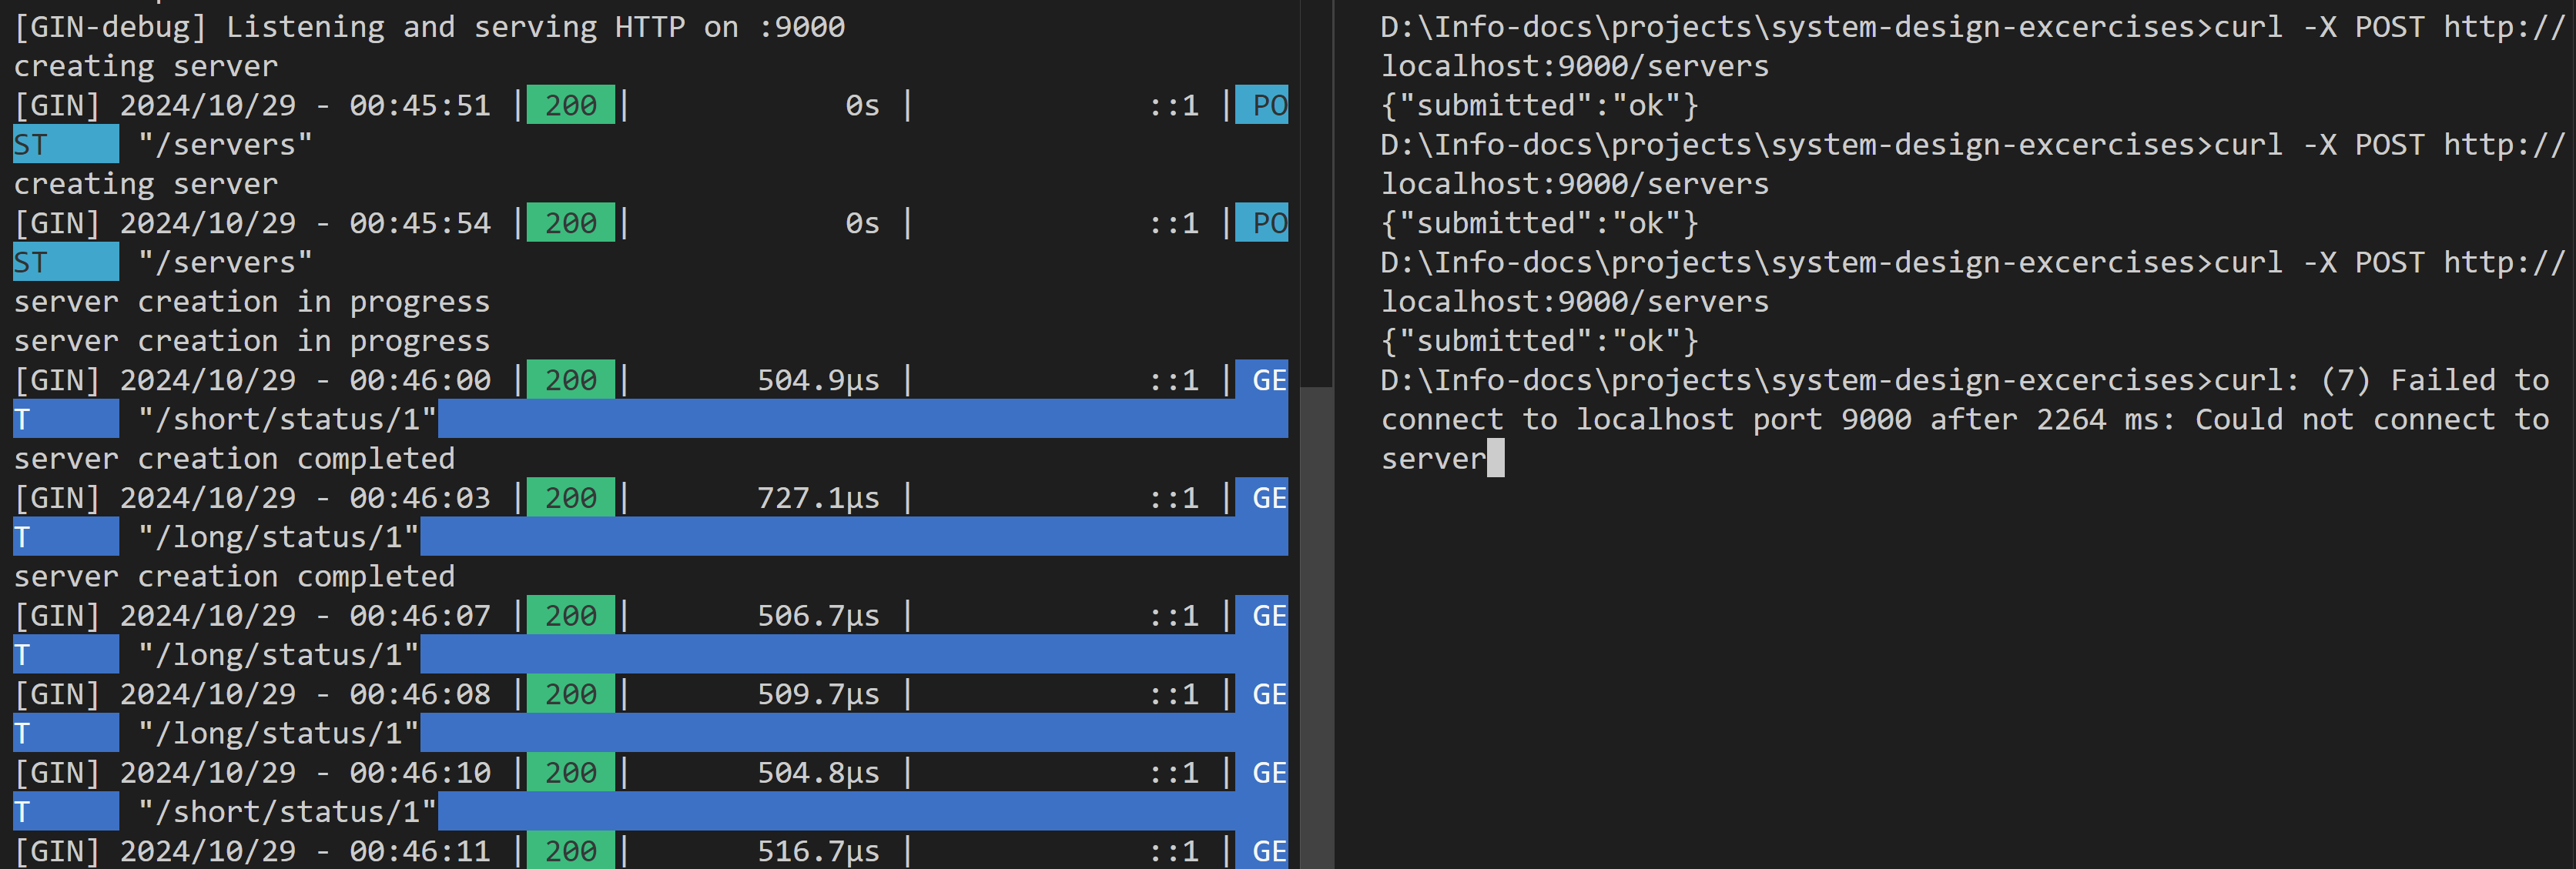 [GIN-debug] Listening and serving HTTP on :9000
creating server
[GIN] 2024/10/29 - 00:45:51 | 200 | 0s | ::1 | PO
ST "/servers"
creating server
[GIN] 2024/10/29 - 00:45:54 | 200 | 0s | ::1 | PO
ST "/servers"
server creation in progress
server creation in progress
[GIN] 2024/10/29 - 00:46:00 | 200 | 504.9µs | ::1 | GE
T "/short/status/1"
server creation completed
[GIN] 2024/10/29 - 00:46:03 | 200 | 727.1µs | ::1 | GE
T "/long/status/1"
server creation completed
[GIN] 2024/10/29 - 00:46:07 | 200 | 506.7µs | ::1 | GE
T "/long/status/1"
[GIN] 2024/10/29 - 00:46:08 | 200 | 509.7µs | ::1 | GE
T "/long/status/1"
[GIN] 2024/10/29 - 00:46:10 | 200 | 504.8µs | ::1 | GE
T "/short/status/1"
[GIN] 2024/10/29 - 00:46:11 | 200 | 516.7µs | ::1 | GE
D:\Info-docs\projects\system-design-excercises>curl -X POST http://
localhost:9000/servers
{"submitted":"ok"}
D:\Info-docs\projects\system-design-excercises>curl -X POST http://
localhost:9000/servers
{"submitted":"ok"}
D:\Info-docs\projects\system-design-excercises>curl -X POST http://
localhost:9000/servers
{"submitted":"ok"}
D:\Info-docs\projects\system-design-excercises>curl: (7) Failed to
connect to localhost port 9000 after 2264 ms: Could not connect to
server